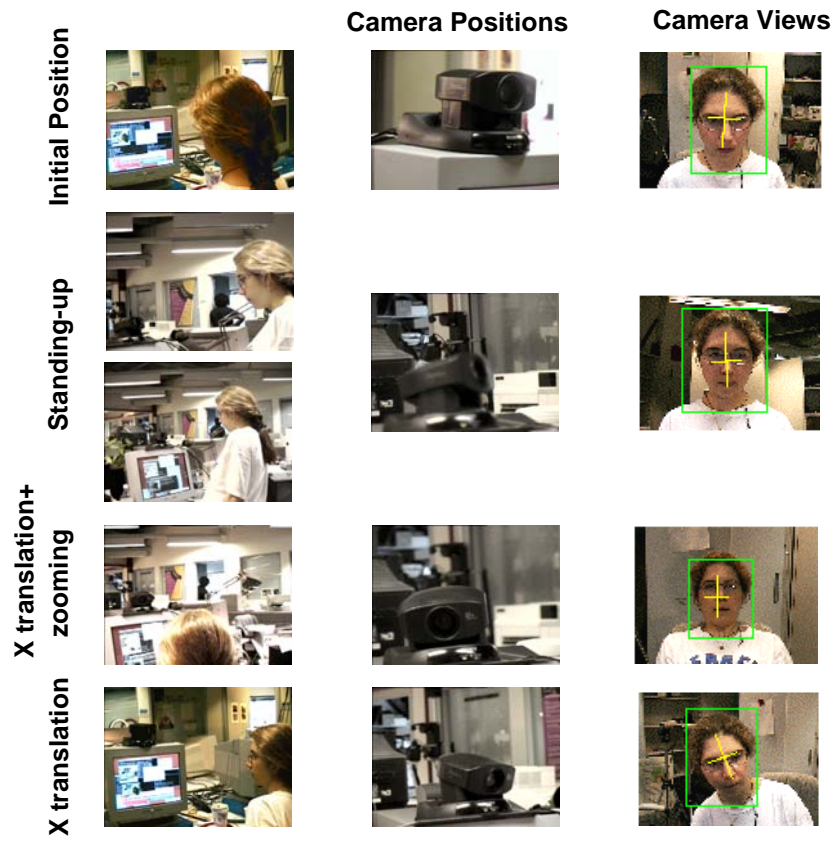 Camera Positions
Camera Views
Initial Position
Standing-up
X translation+
zooming
X translation